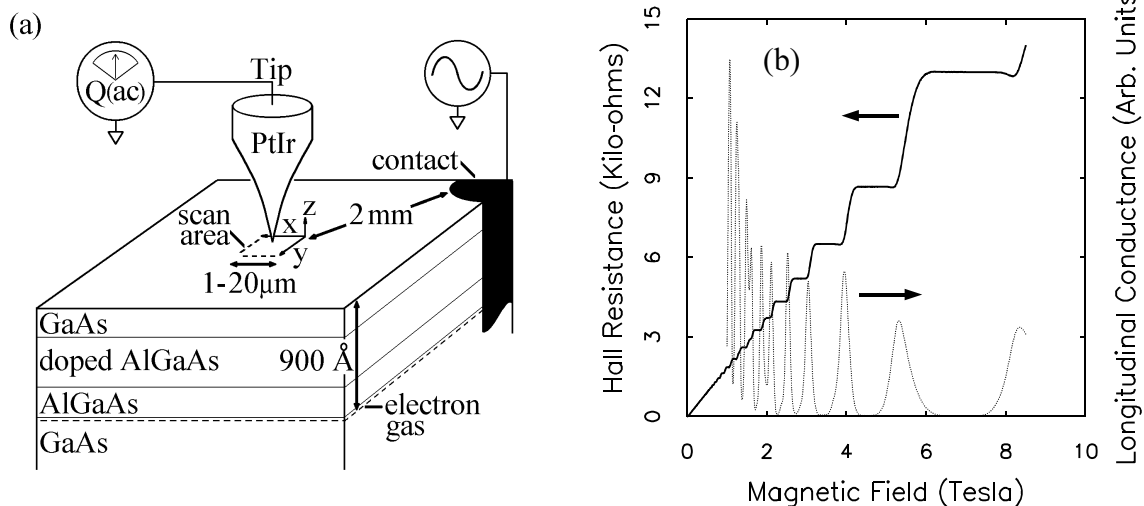 (a)
Q(ac)
Tip
PtIr
contact
scan
area
x
z
y
2 mm
1-20µm
GaAs
doped AlGaAs
900 Å
AlGaAs
electron
gas
GaAs
(b)
Hall Resistance (Kilo-ohms)
15
12
9
6
3
0
0 2 4 6 8 10
Magnetic Field (Tesla)
Longitudinal Conductance (Arb. Units